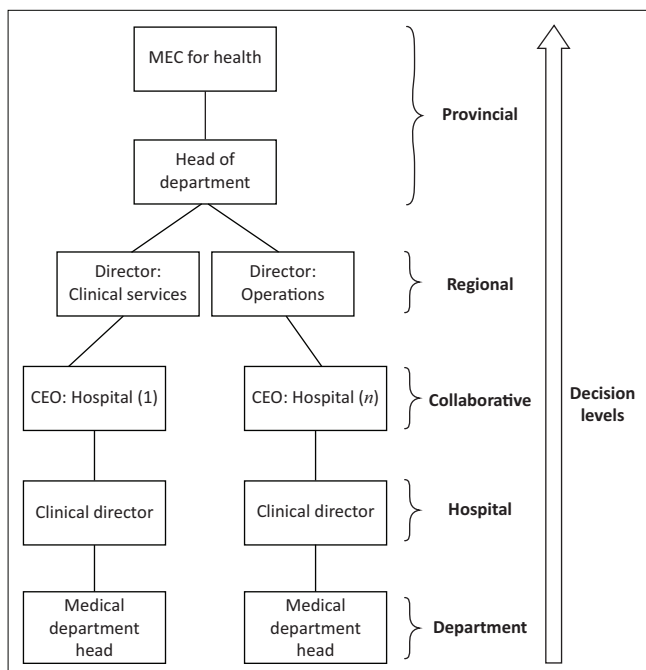 MEC for health
Provincial
Head of
department
Director:
Clinical services
Director:
Operations
Regional
CEO: Hospital (1)
CEO: Hospital (n)
Collaborative
Decision
levels
Clinical director
Clinical director
Hospital
Medical
department
head
Medical
department
head
Department